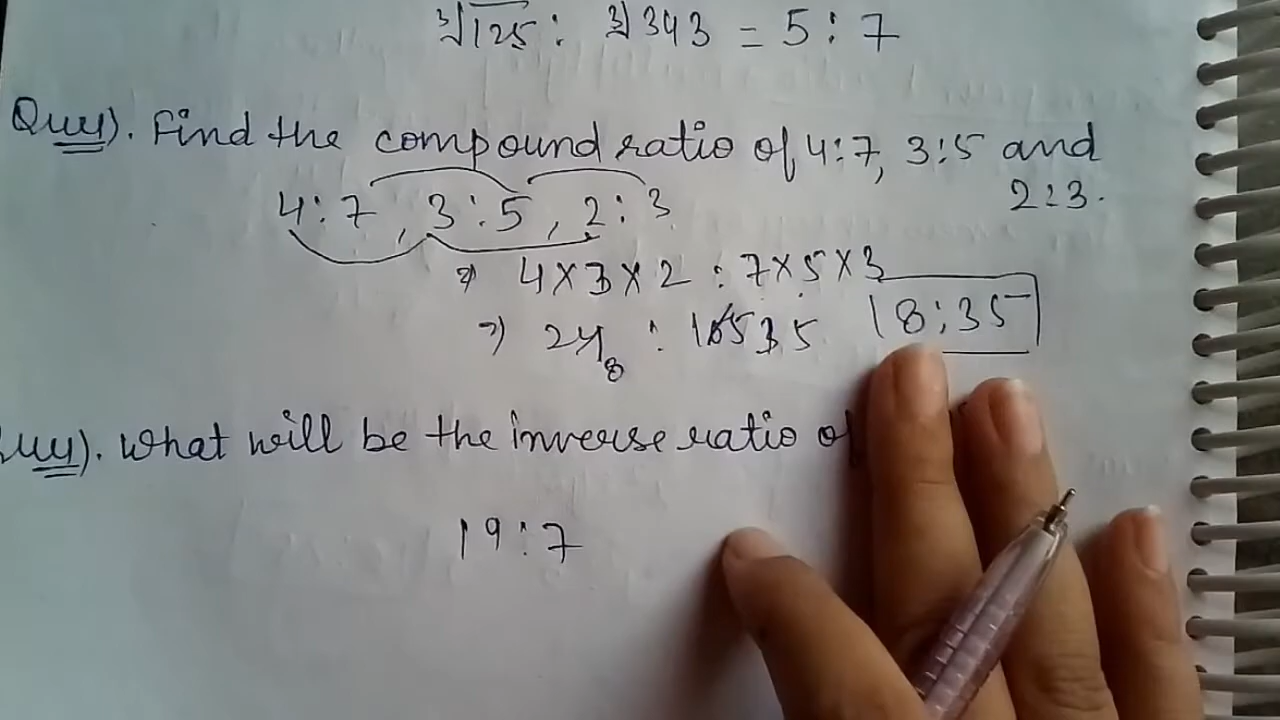 ∛125 : ∛343 = 5 : 7
Find the compound ratio of 4:7, 3:5 and
2:3.
4:7, 3:5, 2:3
⇒ 4×3×2 : 7×5×3
⇒ 24 8 : 105 35 8:35
What will be the inverse ratio of
19:7